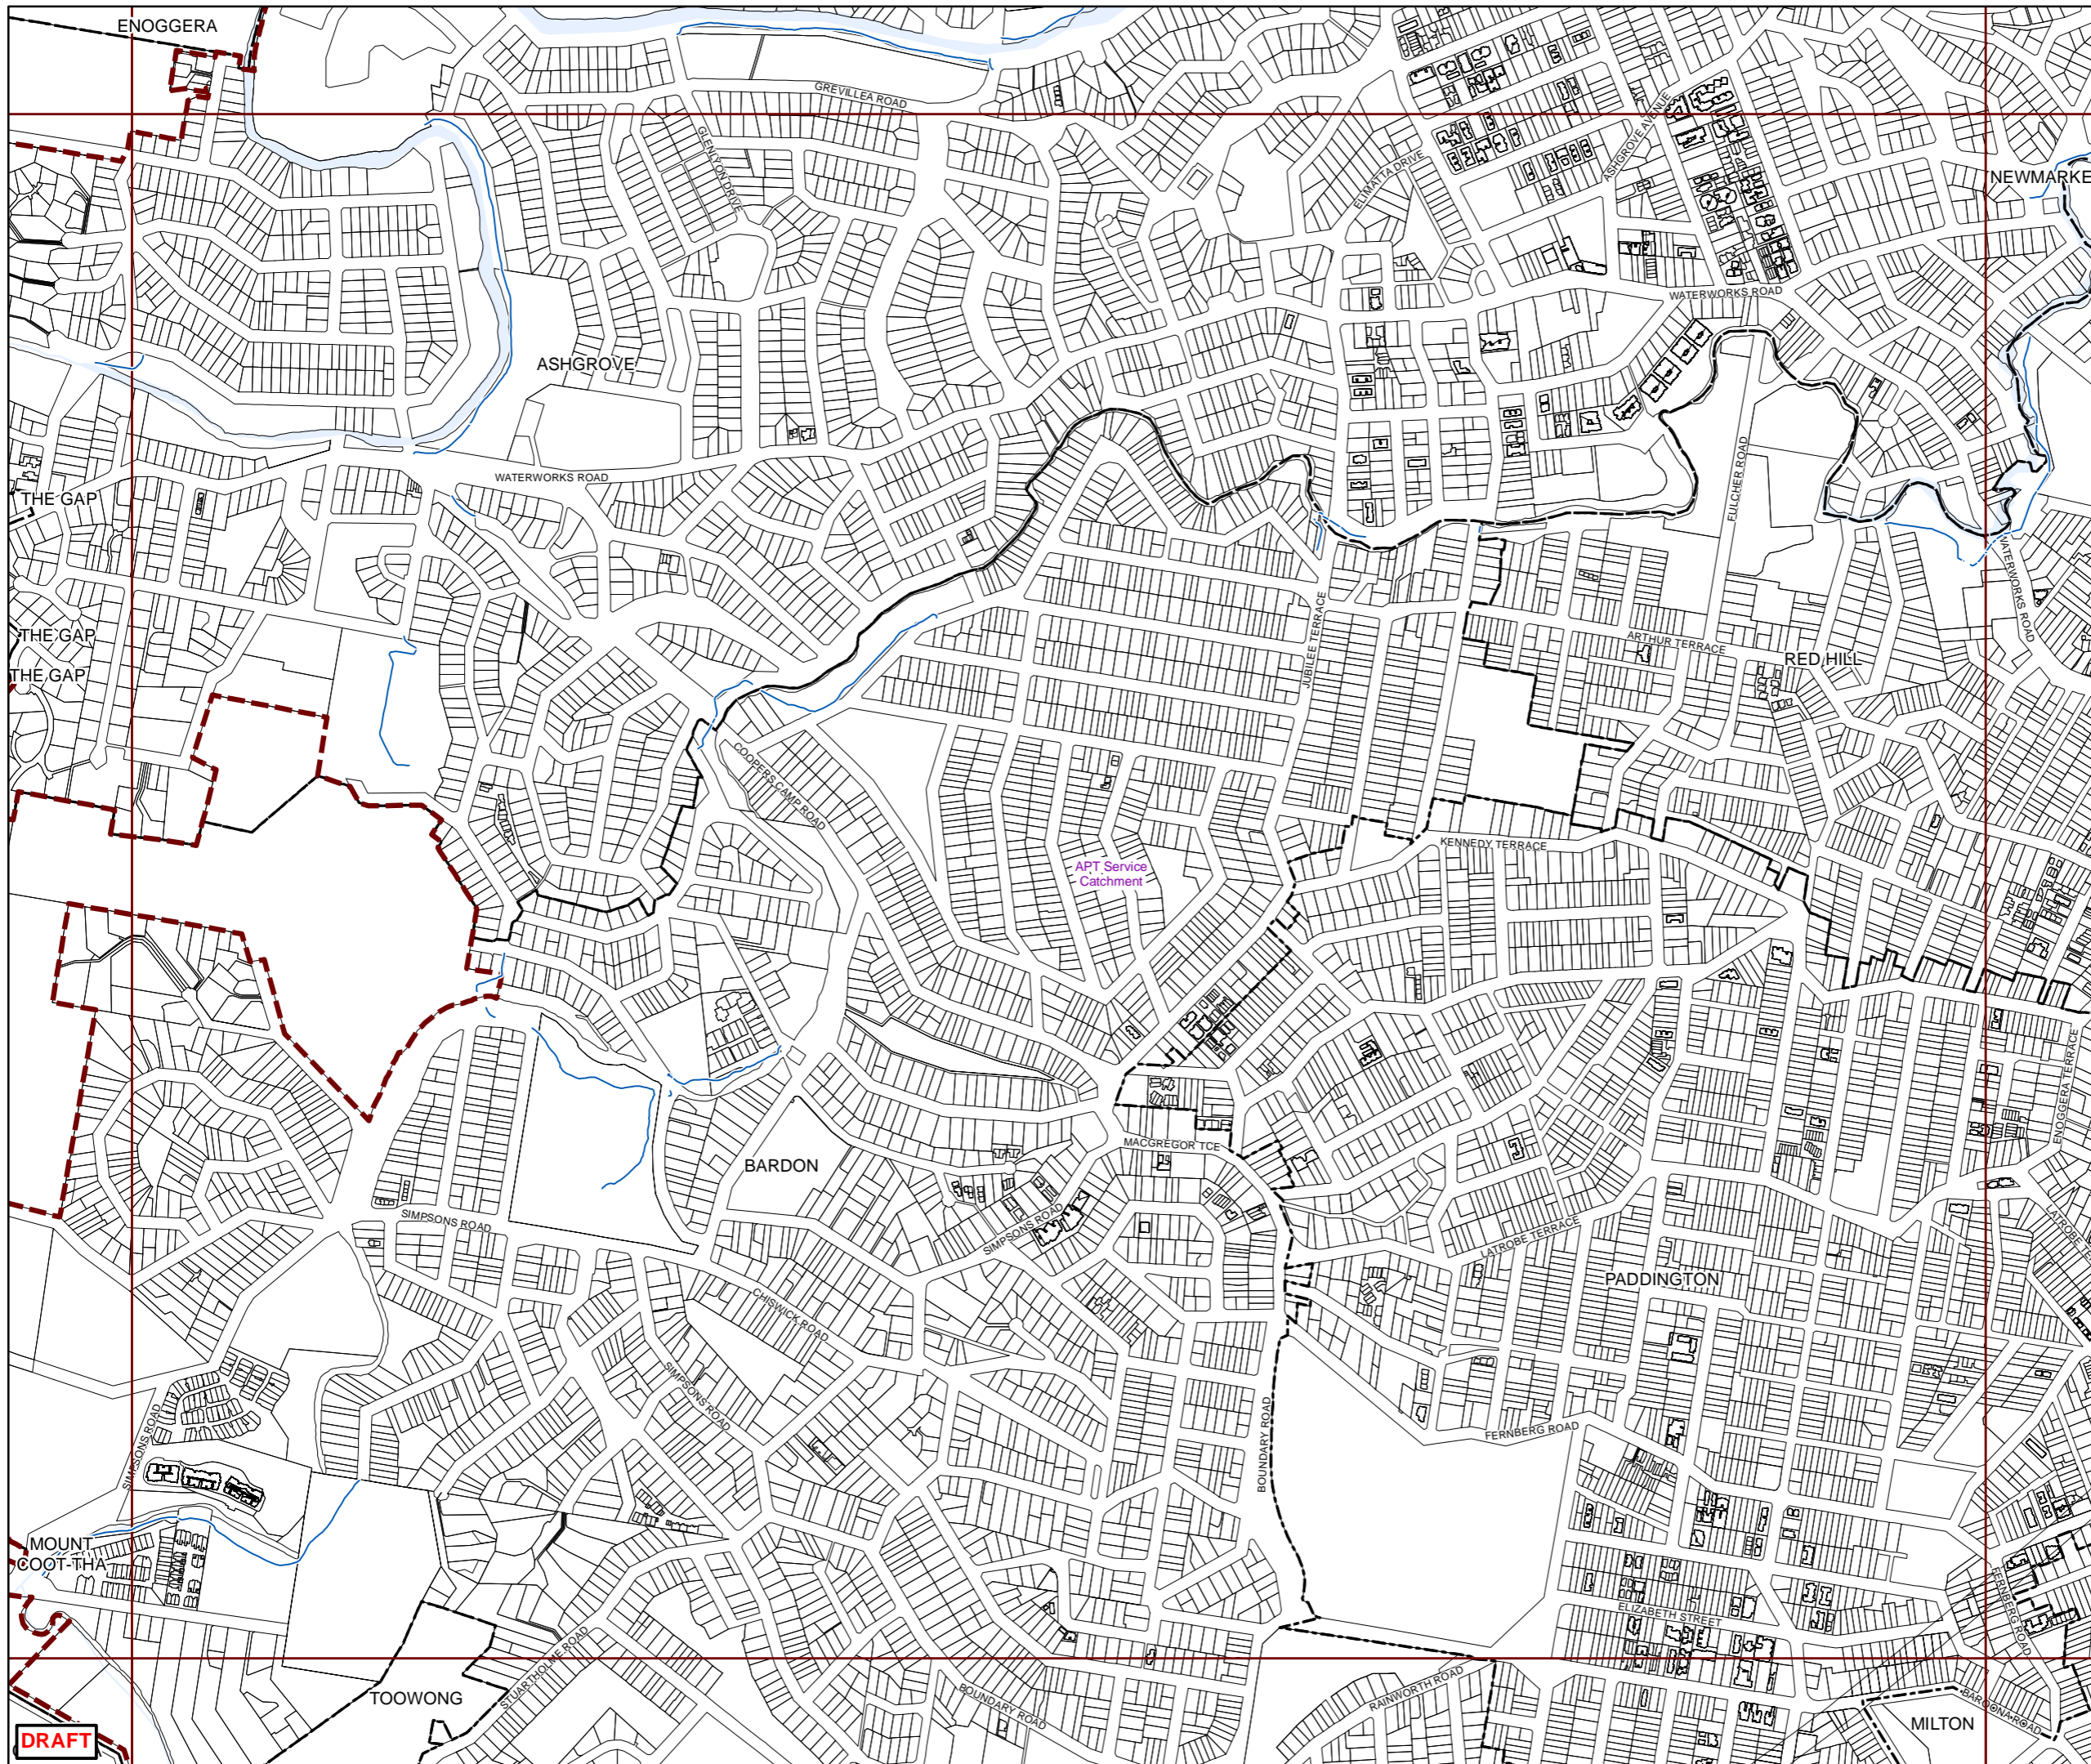 ENOGGERA
GREVILLEA ROAD
GLENLYON DRIVE
ASHGROVE AVENUE
ELIMATTA DRIVE
NEWMARKE
WATERWORKS ROAD
ASHGROVE
WATERWORKS ROAD
FULCHER ROAD
THE GAP
WATERWORKS ROAD
JUBILEE TERRACE
THE GAP
ARTHUR TERRACE
RED HILL
THE GAP
COOPERS CAMP ROAD
KENNEDY TERRACE
APT Service
Catchment
ENOGGERA TERRACE
MACGREGOR TCE
BARDON
SIMPSONS ROAD
SIMPSONS ROAD
LATROBE TERRACE
LATROBE TE
PADDINGTON
CHISWICK ROAD
SIMPSONS ROAD
BOUNDARY ROAD
FERNBERG ROAD
SIMPSONS ROAD
MOUNT
COOT-THA
FERNBERG ROAD
ELIZABETH STREET
STUARTHOLME ROAD
TOOWONG
BOUNDARY ROAD
RAINWORTH ROAD
BAROONA ROAD
MILTON
DRAFT